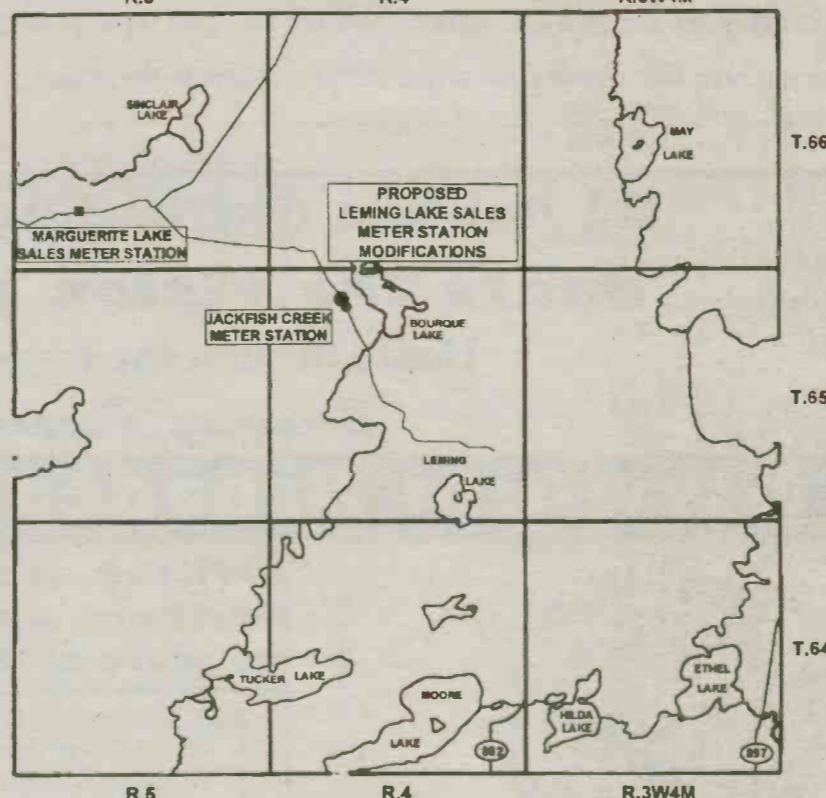 R.5
R.4
R.3W4M
SINCLAIR
LAKE
MAY
LAKE
T.66
PROPOSED
LEMING LAKE SALES
METER STATION
MODIFICATIONS
MARGUERITE LAKE
SALES METER STATION
JACKFISH CREEK
METER STATION
BOURQUE
LAKE
T.65
LEMING
LAKE
T.64
TUCKER LAKE
MOORE
LAKE
HILDA
LAKE
ETHEL
LAKE
892
897
R.5
R.4
R.3W4M